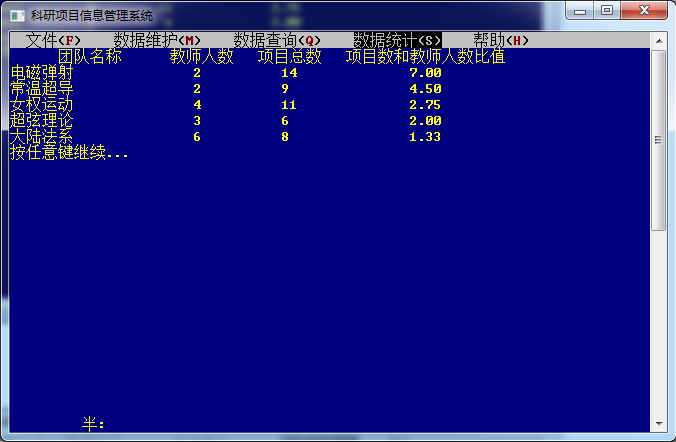 科研项目信息管理系统
文件(F) 数据维护(M) 数据查询(Q) 数据统计(S) 帮助(H)
团队名称 教师人数 项目总数 项目数和教师人数比值
电磁弹射 2 14 7.00
常温超导 2 9 4.50
女权运动 4 11 2.75
超弦理论 3 6 2.00
大陆法系 6 8 1.33
按任意键继续...
半: